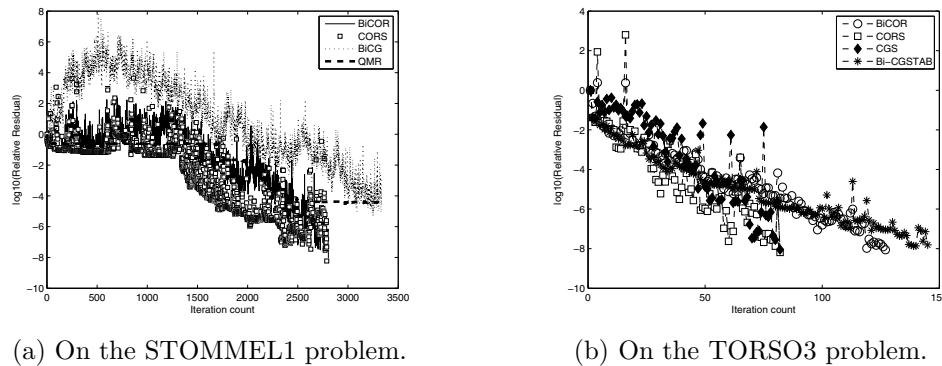 8
6
4
2
0
−2
−4
−6
−8
−10
log10(Relative Residual)
0 500 1000 1500 2000 2500 3000 3500
Iteration count
BiCOR
CORS
BiCG
QMR
(a) On the STOMMEL1 problem.
4
2
0
−2
−4
−6
−8
−10
log10(Relative Residual)
0 50 100 150
Iteration count
BiCOR
CORS
CGS
Bi−CGSTAB
(b) On the TORSO3 problem.